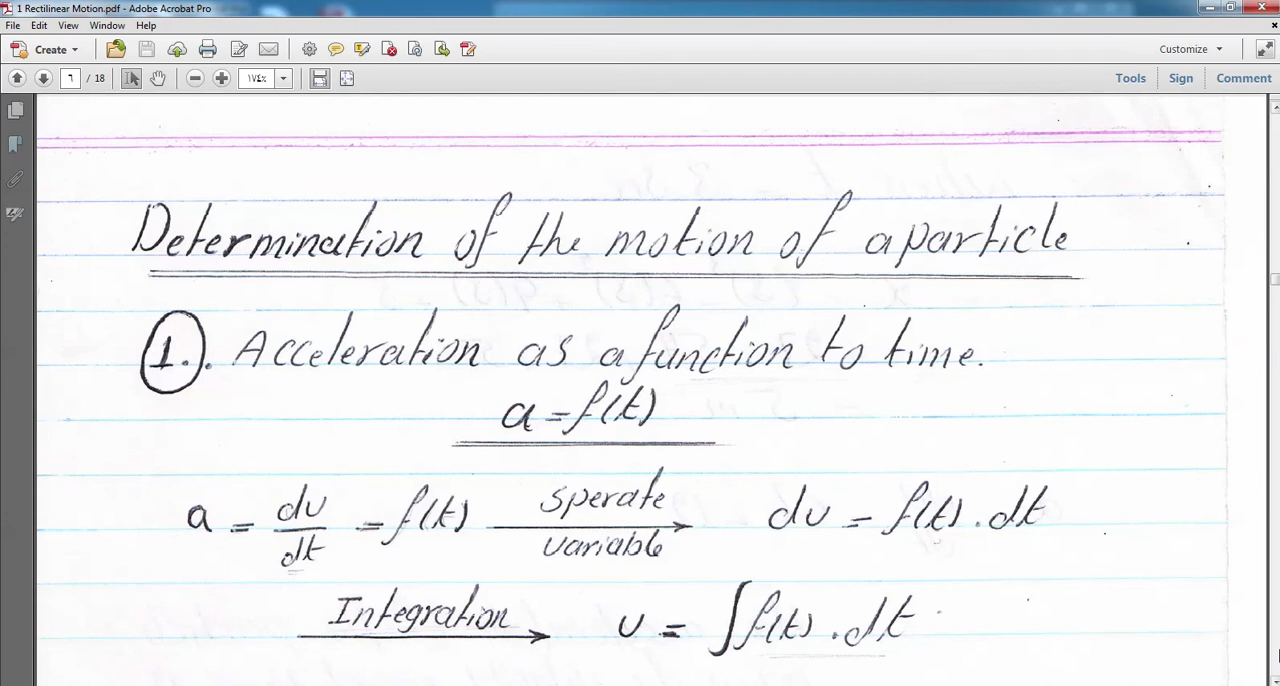 1 Rectilinear Motion.pdf - Adobe Acrobat Pro
File Edit View Window Help
Create Customize
٦ / 18 ١٧٤% Tools Sign Comment
Determination of the motion of a particle
1. Acceleration as a function to time.
a = f(t)
a = dv/dt = f(t) sperate variable dv = f(t) . dt
Integration v = ∫f(t) . dt